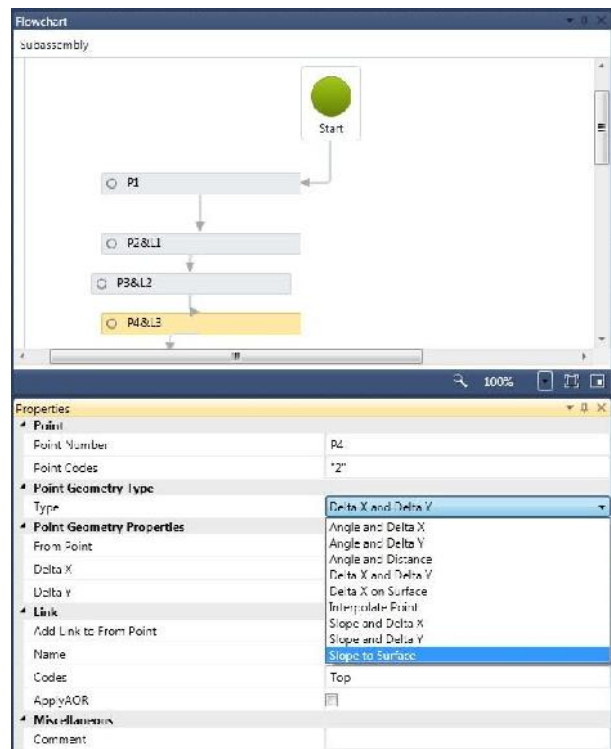 Flowchart
Subassembly
Start
P1
P2&L1
P3&L2
P4&L3
100%
Properties
Point
Point Number P4
Point Codes "2"
Point Geometry Type
Type Delta X and Delta Y
Point Geometry Properties
Angle and Delta X
Angle and Delta Y
From Point
Angle and Distance
Delta X and Delta Y
Delta X
Delta X on Surface
Delta Y
Interpolate Point
Link
Slope and Delta X
Add Link to From Point
Slope and Delta Y
Name
Slope to Surface
Codes Top
ApplyAOR
Miscellaneous
Comment